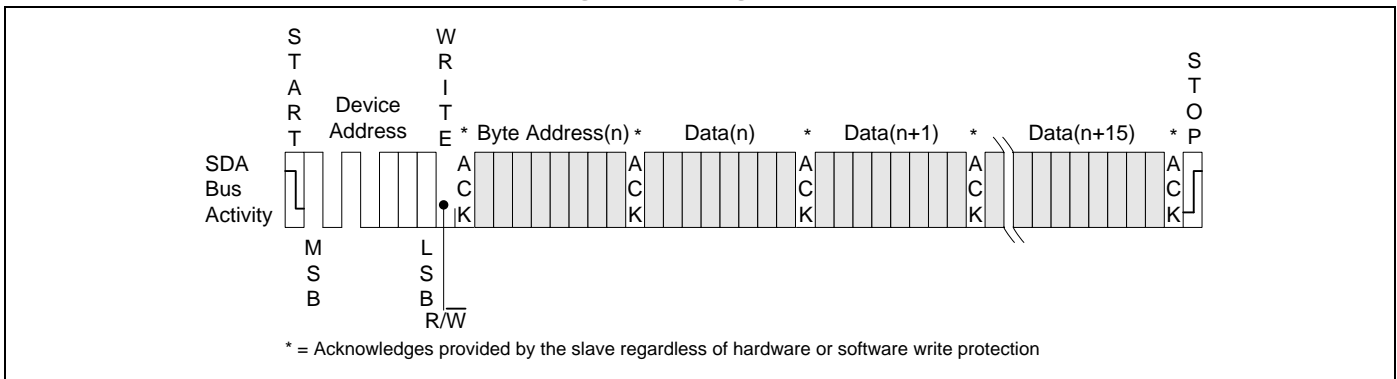 START
WRITE
STOP
Device
Address
* Byte Address(n) * Data(n) * Data(n+1) * Data(n+15) *
SDA
Bus
Activity
ACK
ACK
ACK
ACK
ACK
MSB
LSB
R/W̅
* = Acknowledges provided by the slave regardless of hardware or software write protection